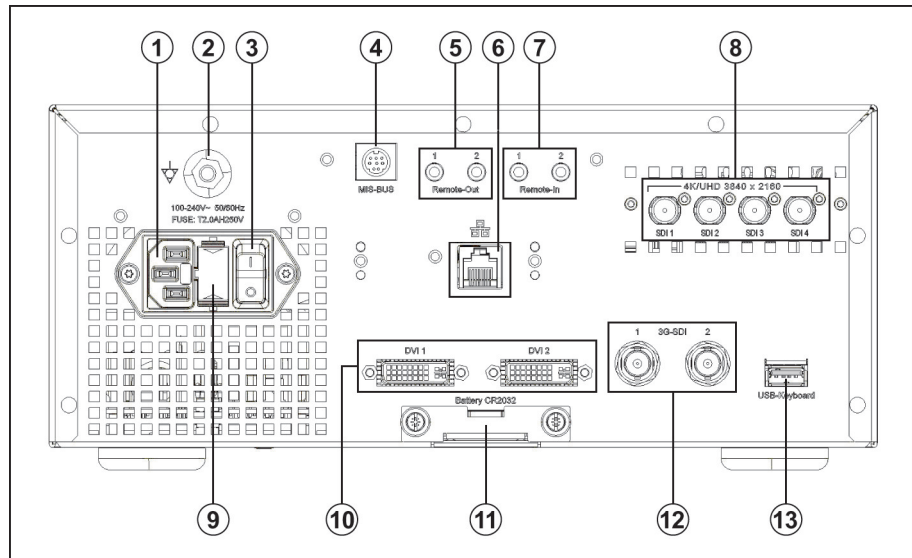 1 2 3 4 5 6 7 8
1 2 1 2
MIS-BUS Remote-Out Remote-In
4K/UHD 3840 x 2160
SDI 1 SDI 2 SDI 3 SDI 4
100-240V~ 50/60Hz
FUSE: T2.0AH250V
I
O
1 3G-SDI 2
DVI 1 DVI 2
USB-Keyboard
Battery CR2032
9 10 11 12 13